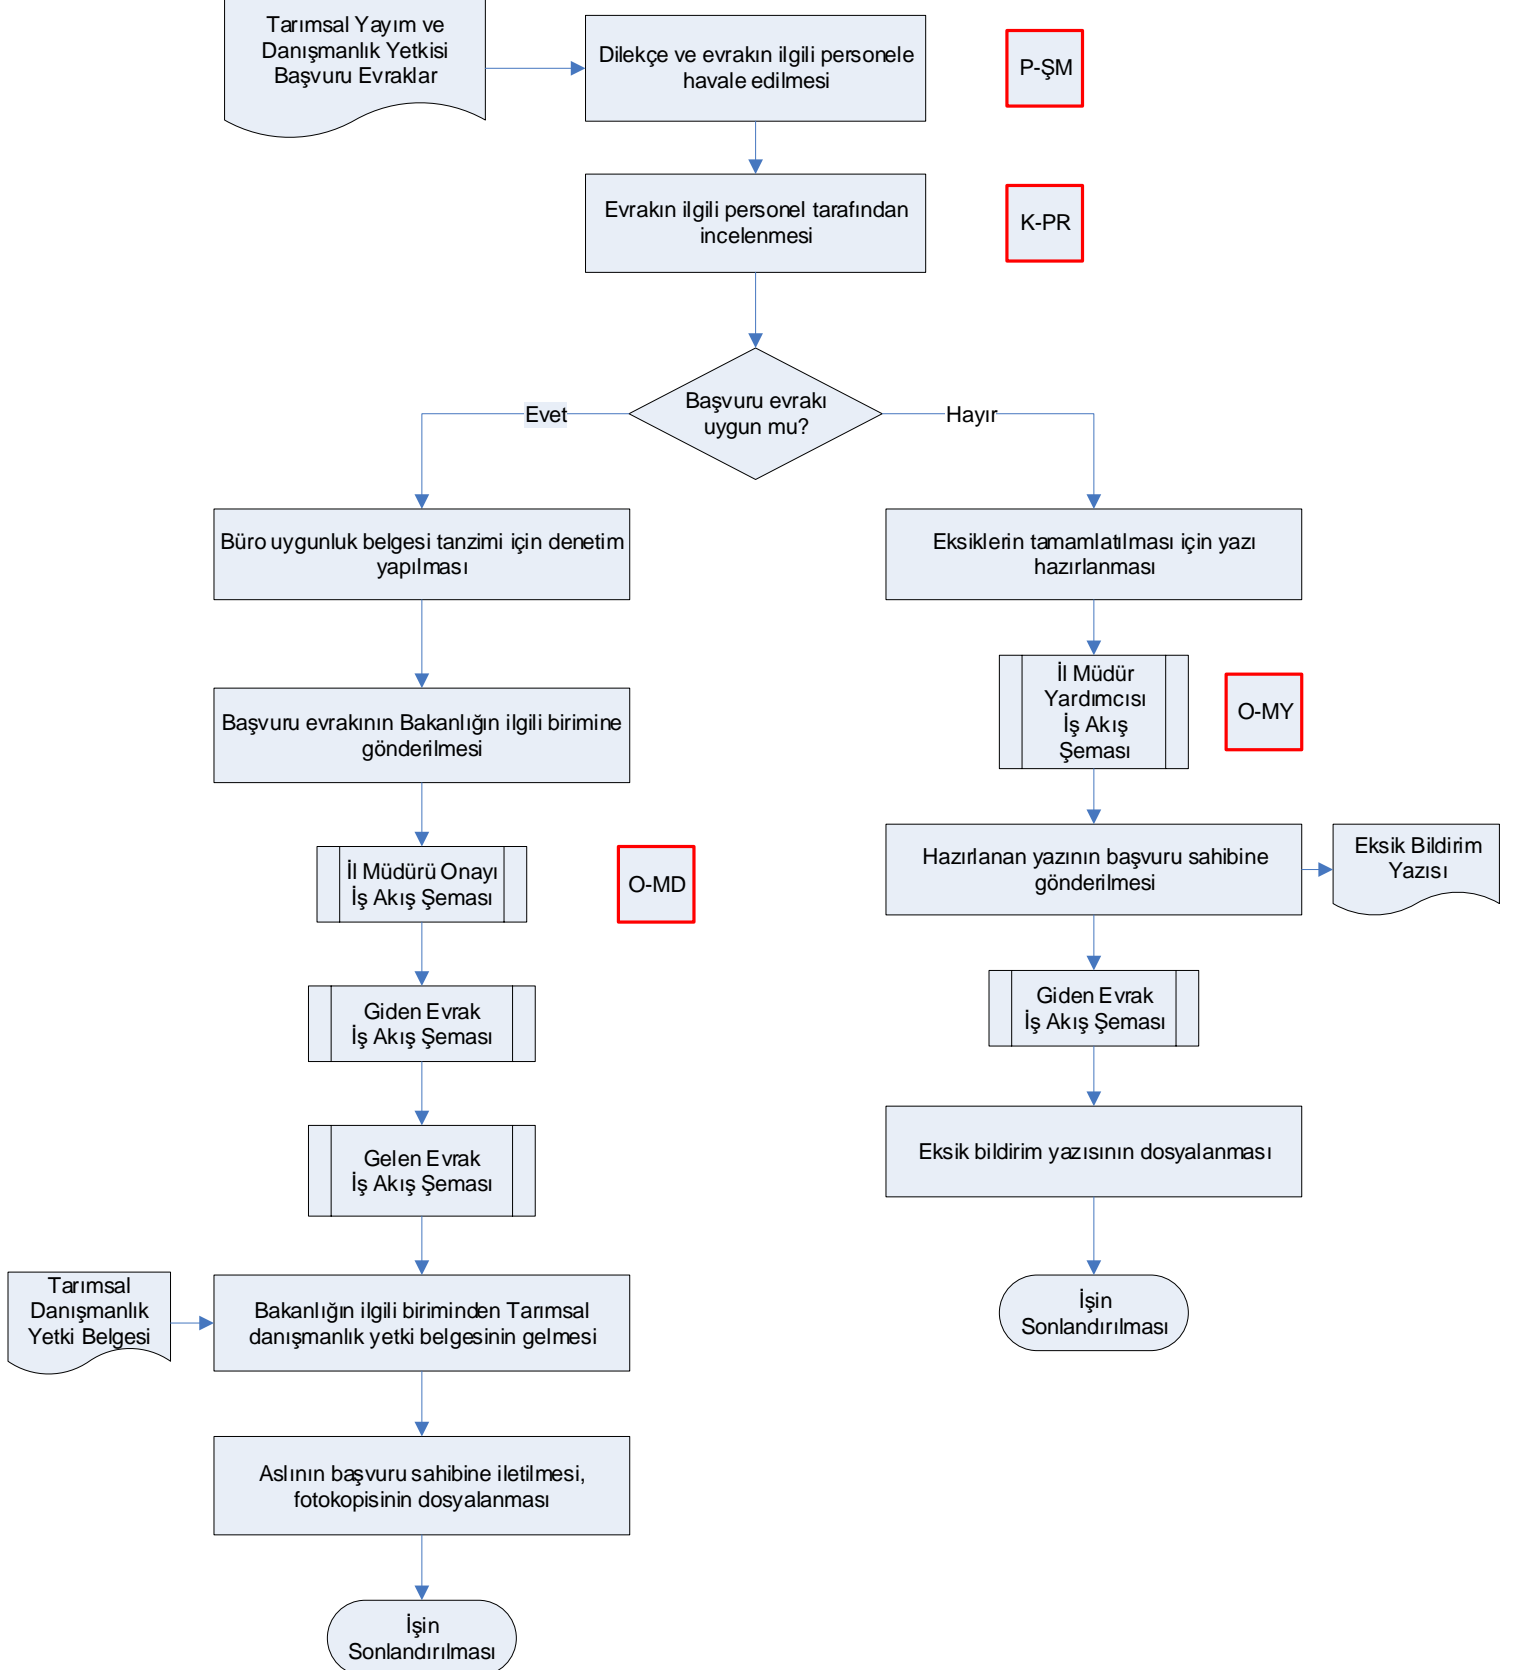 Tarımsal Yayım ve
Danışmanlık Yetkisi
Başvuru Evraklar
Dilekçe ve evrakın ilgili personele
havale edilmesi
P-ŞM
Evrakın ilgili personel tarafından
incelenmesi
K-PR
Başvuru evrakı
uygun mu?
Evet
Hayır
Büro uygunluk belgesi tanzimi için denetim
yapılması
Eksiklerin tamamlatılması için yazı
hazırlanması
Başvuru evrakının Bakanlığın ilgili birimine
gönderilmesi
İl Müdür
Yardımcısı
İş Akış
Şeması
O-MY
İl Müdürü Onayı
İş Akış Şeması
O-MD
Hazırlanan yazının başvuru sahibine
gönderilmesi
Eksik Bildirim
Yazısı
Giden Evrak
İş Akış Şeması
Giden Evrak
İş Akış Şeması
Gelen Evrak
İş Akış Şeması
Eksik bildirim yazısının dosyalanması
Tarımsal
Danışmanlık
Yetki Belgesi
Bakanlığın ilgili biriminden Tarımsal
danışmanlık yetki belgesinin gelmesi
İşin
Sonlandırılması
Aslının başvuru sahibine iletilmesi,
fotokopisinin dosyalanması
İşin
Sonlandırılması